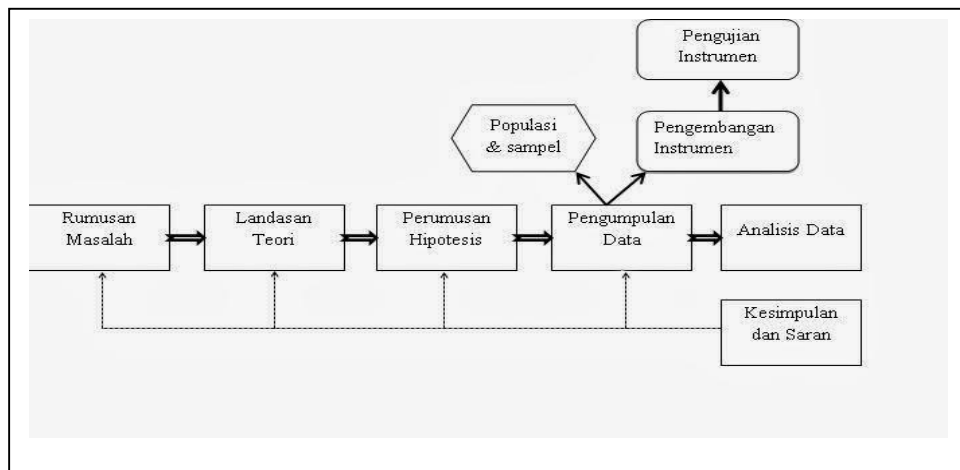 Pengujian
Instrumen
Populasi
& sampel
Pengembangan
Instrumen
Rumusan
Masalah
Landasan
Teori
Perumusan
Hipotesis
Pengumpulan
Data
Analisis Data
Kesimpulan
dan Saran